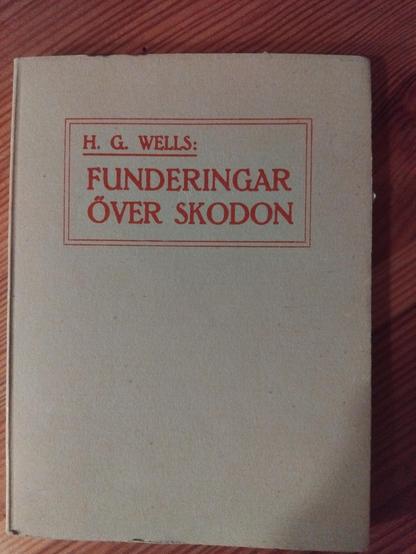 H. G. WELLS:
FUNDERINGAR
ÖVER SKODON